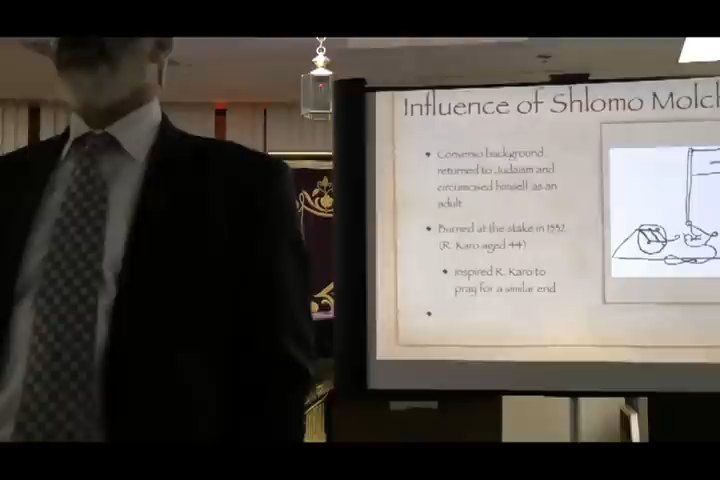 Influence of Shlomo Molch
Converso background,
returned to Judaism and
circumcised himself as an
adult
Burned at the stake in 1532
(R. Karo aged 44)
inspired R. Karo to
pray for a similar end